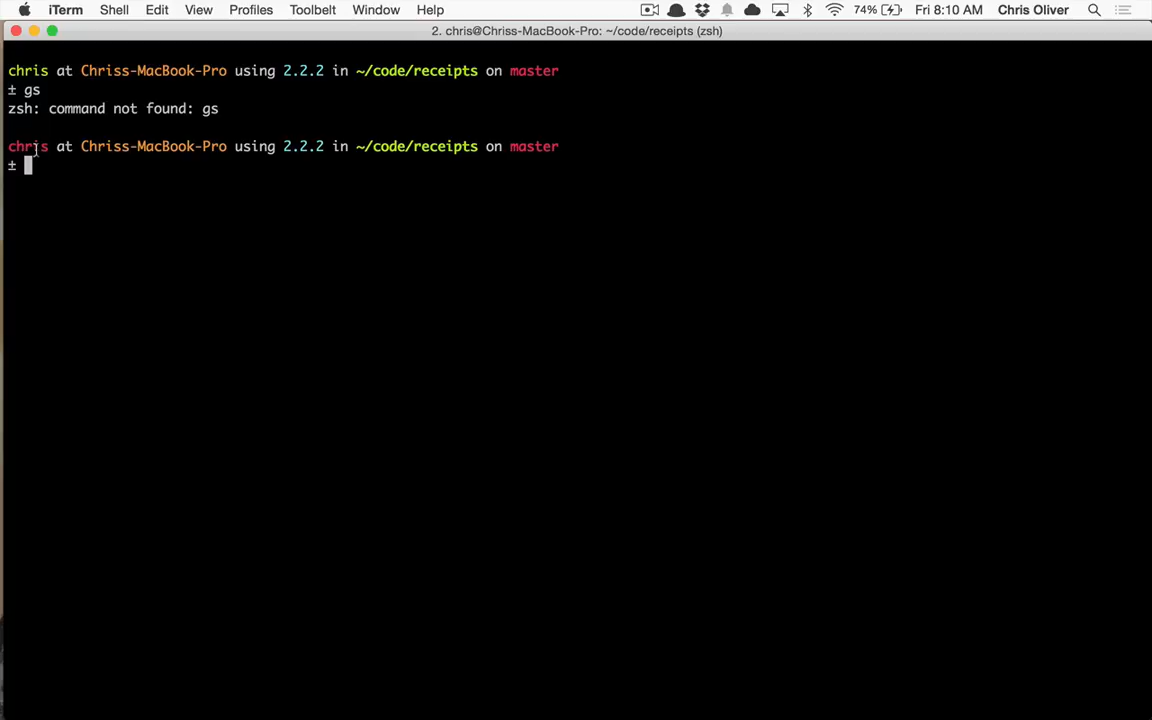 iTerm Shell Edit View Profiles Toolbelt Window Help 74% Fri 8:10 AM Chris Oliver
2. chris@Chriss-MacBook-Pro: ~/code/receipts (zsh)
chris at Chriss-MacBook-Pro using 2.2.2 in ~/code/receipts on master
± gs
zsh: command not found: gs
chris at Chriss-MacBook-Pro using 2.2.2 in ~/code/receipts on master
±